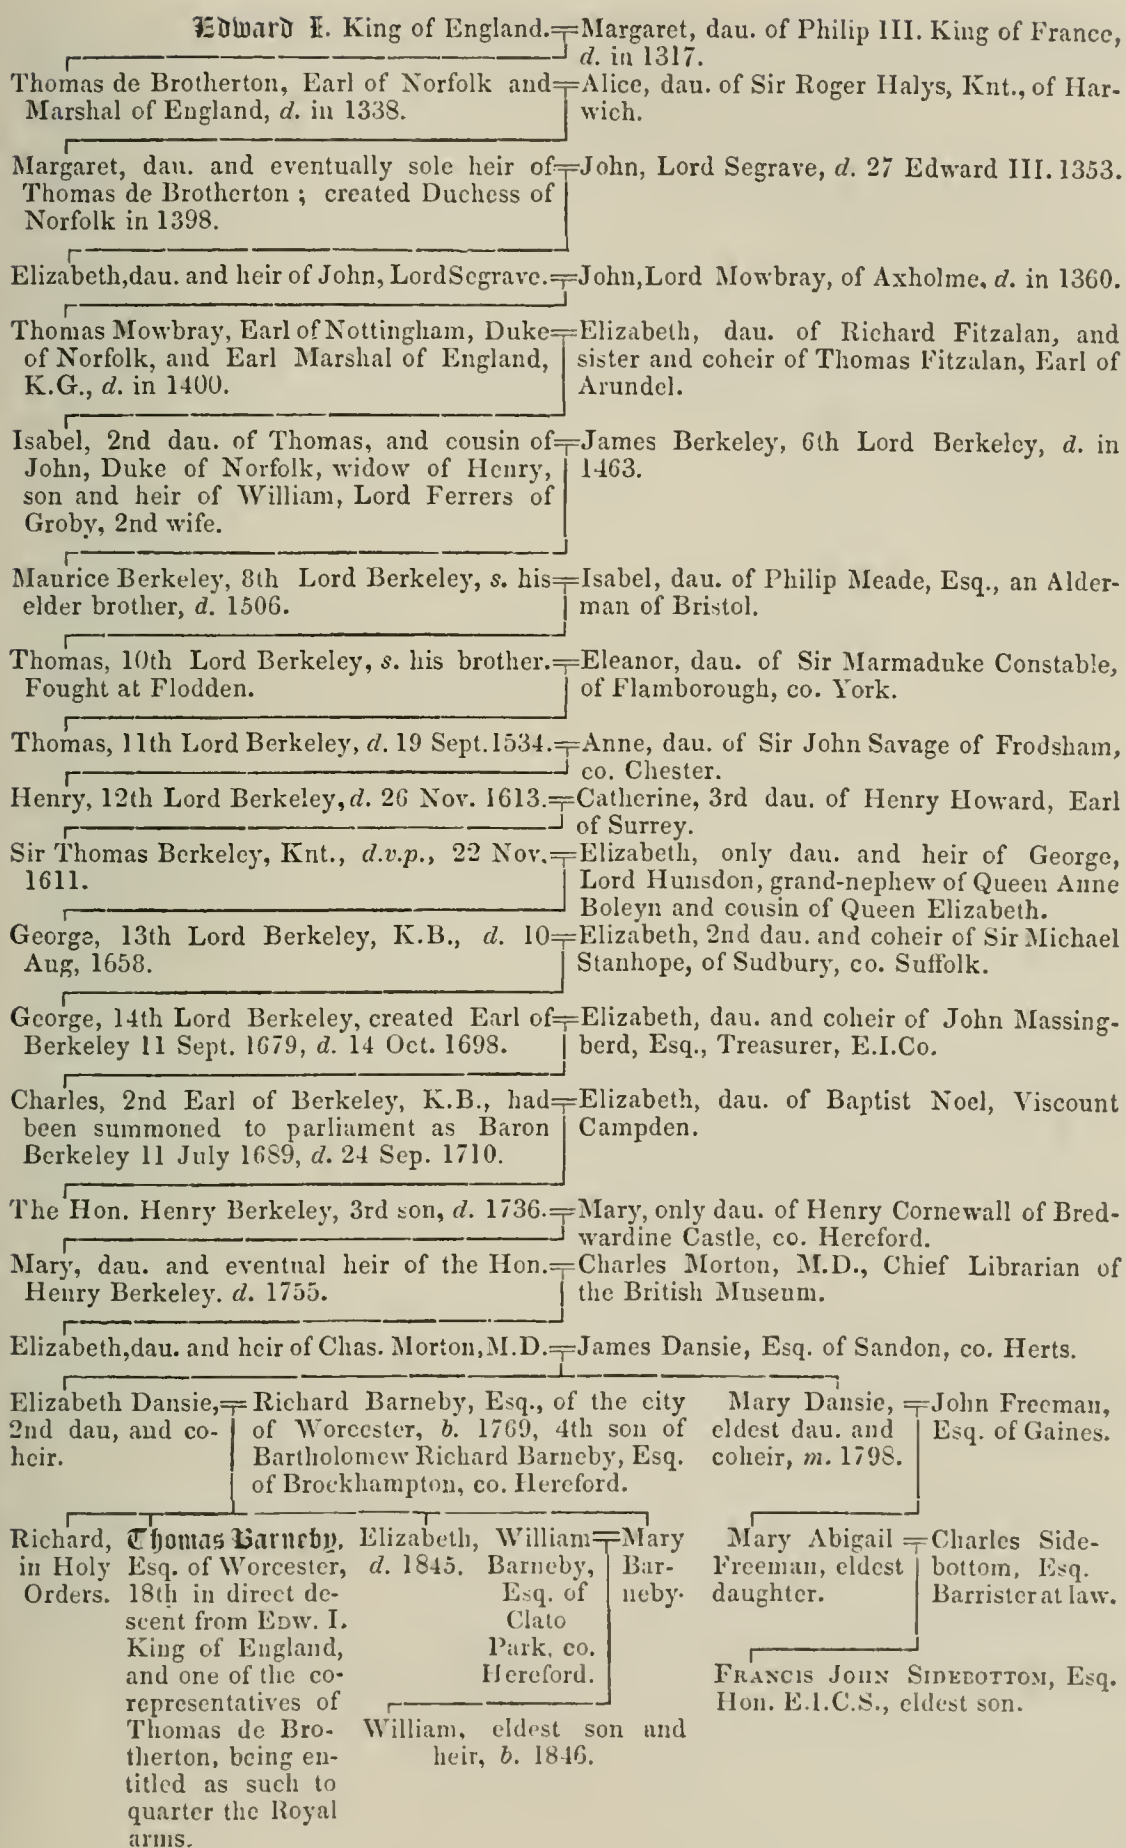 Edward I. King of England.=Margaret, dau. of Philip III. King of France,
d. in 1317.
Thomas de Brotherton, Earl of Norfolk and=Alice, dau. of Sir Roger Halys, Knt., of Har-
Marshal of England, d. in 1338. wich.
Margaret, dau. and eventually sole heir of=John, Lord Segrave, d. 27 Edward III. 1353.
Thomas de Brotherton ; created Duchess of
Norfolk in 1398.
Elizabeth, dau. and heir of John, Lord Segrave.=John, Lord Mowbray, of Axholme, d. in 1360.
Thomas Mowbray, Earl of Nottingham, Duke=Elizabeth, dau. of Richard Fitzalan, and
of Norfolk, and Earl Marshal of England, sister and coheir of Thomas Fitzalan, Earl of
K.G., d. in 1400. Arundel.
Isabel, 2nd dau. of Thomas, and cousin of=James Berkeley, 6th Lord Berkeley, d. in
John, Duke of Norfolk, widow of Henry, 1463.
son and heir of William, Lord Ferrers of
Groby, 2nd wife.
Maurice Berkeley, 8th Lord Berkeley, s. his=Isabel, dau. of Philip Meade, Esq., an Alder-
elder brother, d. 1506. man of Bristol.
Thomas, 10th Lord Berkeley, s. his brother.=Eleanor, dau. of Sir Marmaduke Constable,
Fought at Flodden. of Flamborough, co. York.
Thomas, 11th Lord Berkeley, d. 19 Sept. 1534.=Anne, dau. of Sir John Savage of Frodsham,
co. Chester.
Henry, 12th Lord Berkeley, d. 26 Nov. 1613.=Catherine, 3rd dau. of Henry Howard, Earl
of Surrey.
Sir Thomas Berkeley, Knt., d.v.p., 22 Nov.=Elizabeth, only dau. and heir of George,
1611. Lord Hunsdon, grand-nephew of Queen Anne
Boleyn and cousin of Queen Elizabeth.
George, 13th Lord Berkeley, K.B., d. 10=Elizabeth, 2nd dau. and coheir of Sir Michael
Aug, 1658. Stanhope, of Sudbury, co. Suffolk.
George, 14th Lord Berkeley, created Earl of=Elizabeth, dau. and coheir of John Massing-
Berkeley 11 Sept. 1679, d. 14 Oct. 1698. berd, Esq., Treasurer, E.I.Co.
Charles, 2nd Earl of Berkeley, K.B., had=Elizabeth, dau. of Baptist Noel, Viscount
been summoned to parliament as Baron Campden.
Berkeley 11 July 1689, d. 24 Sep. 1710.
The Hon. Henry Berkeley, 3rd son, d. 1736.=Mary, only dau. of Henry Cornewall of Bred-
wardine Castle, co. Hereford.
Mary, dau. and eventual heir of the Hon.=Charles Morton, M.D., Chief Librarian of
Henry Berkeley. d. 1755. the British Museum.
Elizabeth, dau. and heir of Chas. Morton, M.D.=James Dansie, Esq. of Sandon, co. Herts.
Elizabeth Dansie,=Richard Barneby, Esq., of the city
2nd dau, and co- of Worcester, b. 1769, 4th son of
heir. Bartholomew Richard Barneby, Esq.
of Brockhampton, co. Hereford.
Mary Dansie, =John Freeman,
eldest dau. and Esq. of Gaines.
coheir, m. 1798.
Richard,
in Holy
Orders.
Thomas Barneby,
Esq. of Worcester,
18th in direct de-
scent from EDW. I.
King of England,
and one of the co-
representatives of
Thomas de Bro-
therton, being en-
titled as such to
quarter the Royal
arms.
Elizabeth,
d. 1845.
William=Mary
Barneby, Bar-
Esq. of neby.
Clato
Park, co.
Hereford.
William, eldest son and
heir, b. 1846.
Mary Abigail =Charles Side-
Freeman, eldest bottom, Esq.
daughter. Barrister at law.
FRANCIS JOHN SIDEBOTTOM, Esq.
Hon. E.I.C.S., eldest son.